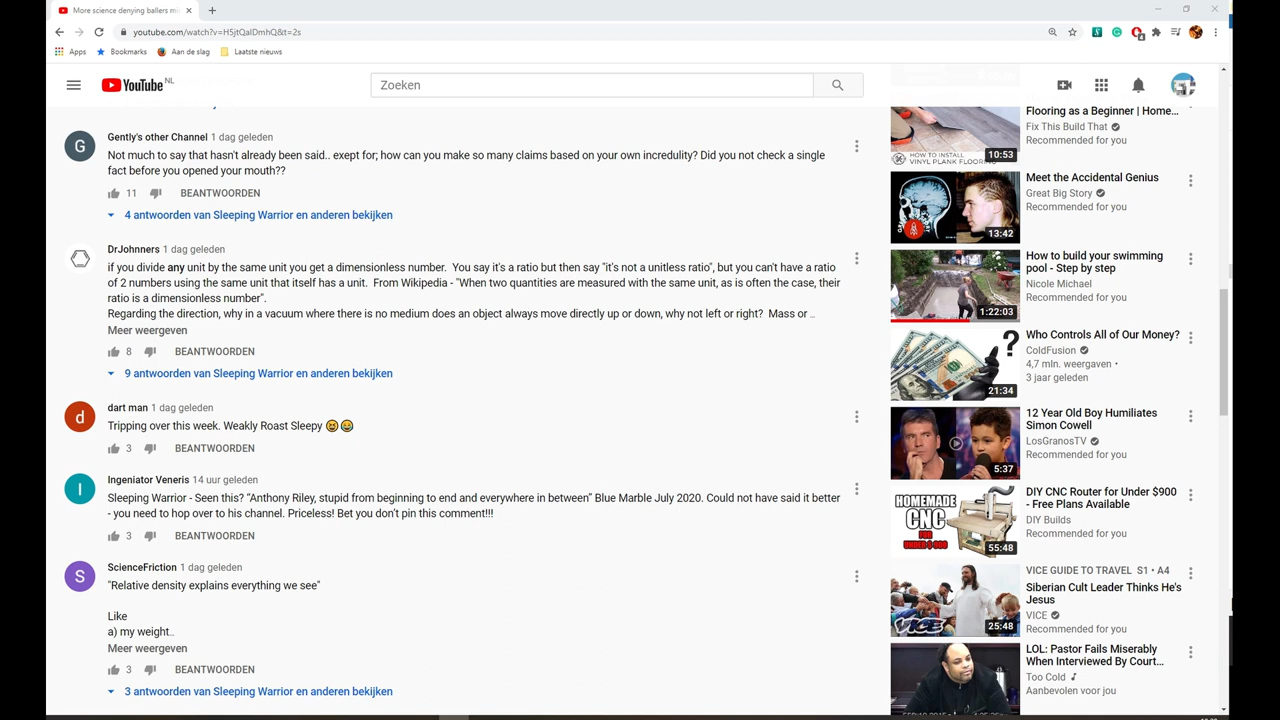 More science denying ballers mi
youtube.com/watch?v=H5jtQalDmhQ&t=2s
Apps
Bookmarks
Aan de slag
Laatste nieuws
YouTube NL
Zoeken
Gently's other Channel 1 dag geleden
Not much to say that hasn't already been said.. exept for; how can you make so many claims based on your own incredulity? Did you not check a single
fact before you opened your mouth??
11 BEANTWOORDEN
4 antwoorden van Sleeping Warrior en anderen bekijken
DrJohnners 1 dag geleden
if you divide any unit by the same unit you get a dimensionless number. You say it's a ratio but then say "it's not a unitless ratio", but you can't have a ratio
of 2 numbers using the same unit that itself has a unit. From Wikipedia - "When two quantities are measured with the same unit, as is often the case, their
ratio is a dimensionless number".
Regarding the direction, why in a vacuum where there is no medium does an object always move directly up or down, why not left or right? Mass or ..
Meer weergeven
8 BEANTWOORDEN
9 antwoorden van Sleeping Warrior en anderen bekijken
d
dart man 1 dag geleden
Tripping over this week. Weakly Roast Sleepy 😆😂
3 BEANTWOORDEN
I
Ingeniator Veneris 14 uur geleden
Sleeping Warrior - Seen this? "Anthony Riley, stupid from beginning to end and everywhere in between" Blue Marble July 2020. Could not have said it better
- you need to hop over to his channel. Priceless! Bet you don't pin this comment!!!
3 BEANTWOORDEN
S
ScienceFriction 1 dag geleden
"Relative density explains everything we see"
Like
a) my weight..
Meer weergeven
3 BEANTWOORDEN
3 antwoorden van Sleeping Warrior en anderen bekijken
G
HOW TO INSTALL
VINYL PLANK FLOORING
10:53
Flooring as a Beginner | Home...
Fix This Build That
Recommended for you
13:42
Meet the Accidental Genius
Great Big Story
Recommended for you
1:22:03
How to build your swimming
pool - Step by step
Nicole Michael
Recommended for you
?
21:34
Who Controls All of Our Money?
ColdFusion
4,7 mln. weergaven •
3 jaar geleden
5:37
12 Year Old Boy Humiliates
Simon Cowell
LosGranosTV
Recommended for you
HOMEMADE
CNC
FOR
UNDER $900
55:48
DIY CNC Router for Under $900
- Free Plans Available
DIY Builds
Recommended for you
VICE
25:48
VICE GUIDE TO TRAVEL S1 • A4
Siberian Cult Leader Thinks He's
Jesus
VICE
Recommended for you
LOL: Pastor Fails Miserably
When Interviewed By Court...
Too Cold
Aanbevolen voor jou